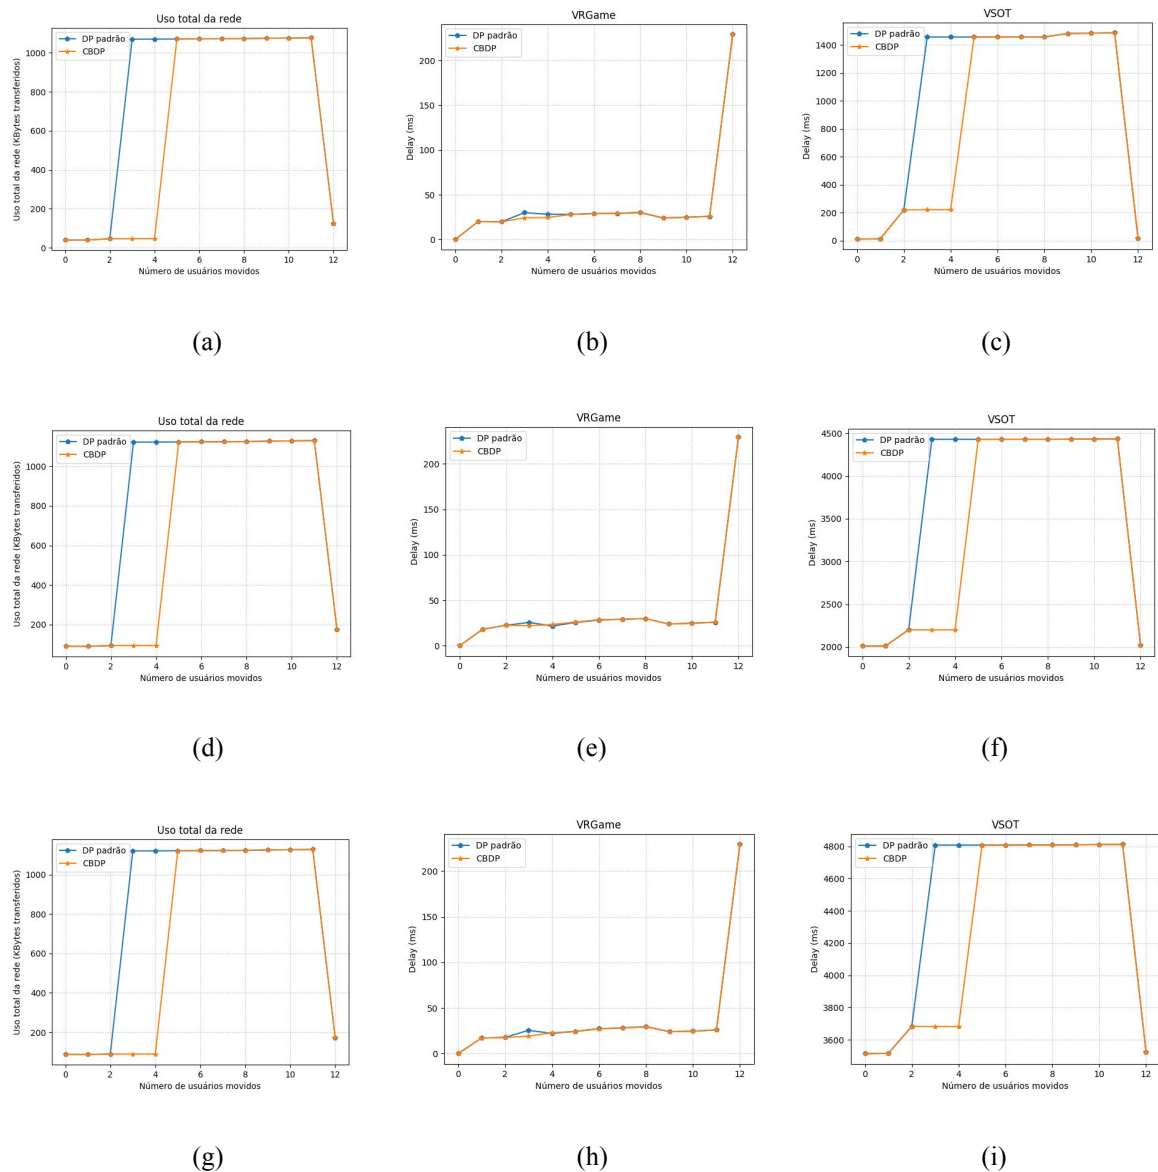 Uso total da rede
DP padrão
CBDP
Uso total da rede (KBytes transferidos)
1000
800
600
400
200
0
0 2 4 6 8 10 12
Número de usuários movidos
(a)
VRGame
DP padrão
CBDP
Delay (ms)
200
150
100
50
0
0 2 4 6 8 10 12
Número de usuários movidos
(b)
VSOT
DP padrão
CBDP
Delay (ms)
1400
1200
1000
800
600
400
200
0
0 2 4 6 8 10 12
Número de usuários movidos
(c)
Uso total da rede
DP padrão
CBDP
Uso total da rede (KBytes transferidos)
1000
800
600
400
200
0 2 4 6 8 10 12
Número de usuários movidos
(d)
VRGame
DP padrão
CBDP
Delay (ms)
200
150
100
50
0
0 2 4 6 8 10 12
Número de usuários movidos
(e)
VSOT
DP padrão
CBDP
Delay (ms)
4500
4000
3500
3000
2500
2000
0 2 4 6 8 10 12
Número de usuários movidos
(f)
Uso total da rede
DP padrão
CBDP
Uso total da rede (KBytes transferidos)
1000
800
600
400
200
0 2 4 6 8 10 12
Número de usuários movidos
(g)
VRGame
DP padrão
CBDP
Delay (ms)
200
150
100
50
0
0 2 4 6 8 10 12
Número de usuários movidos
(h)
VSOT
DP padrão
CBDP
Delay (ms)
4800
4600
4400
4200
4000
3800
3600
0 2 4 6 8 10 12
Número de usuários movidos
(i)